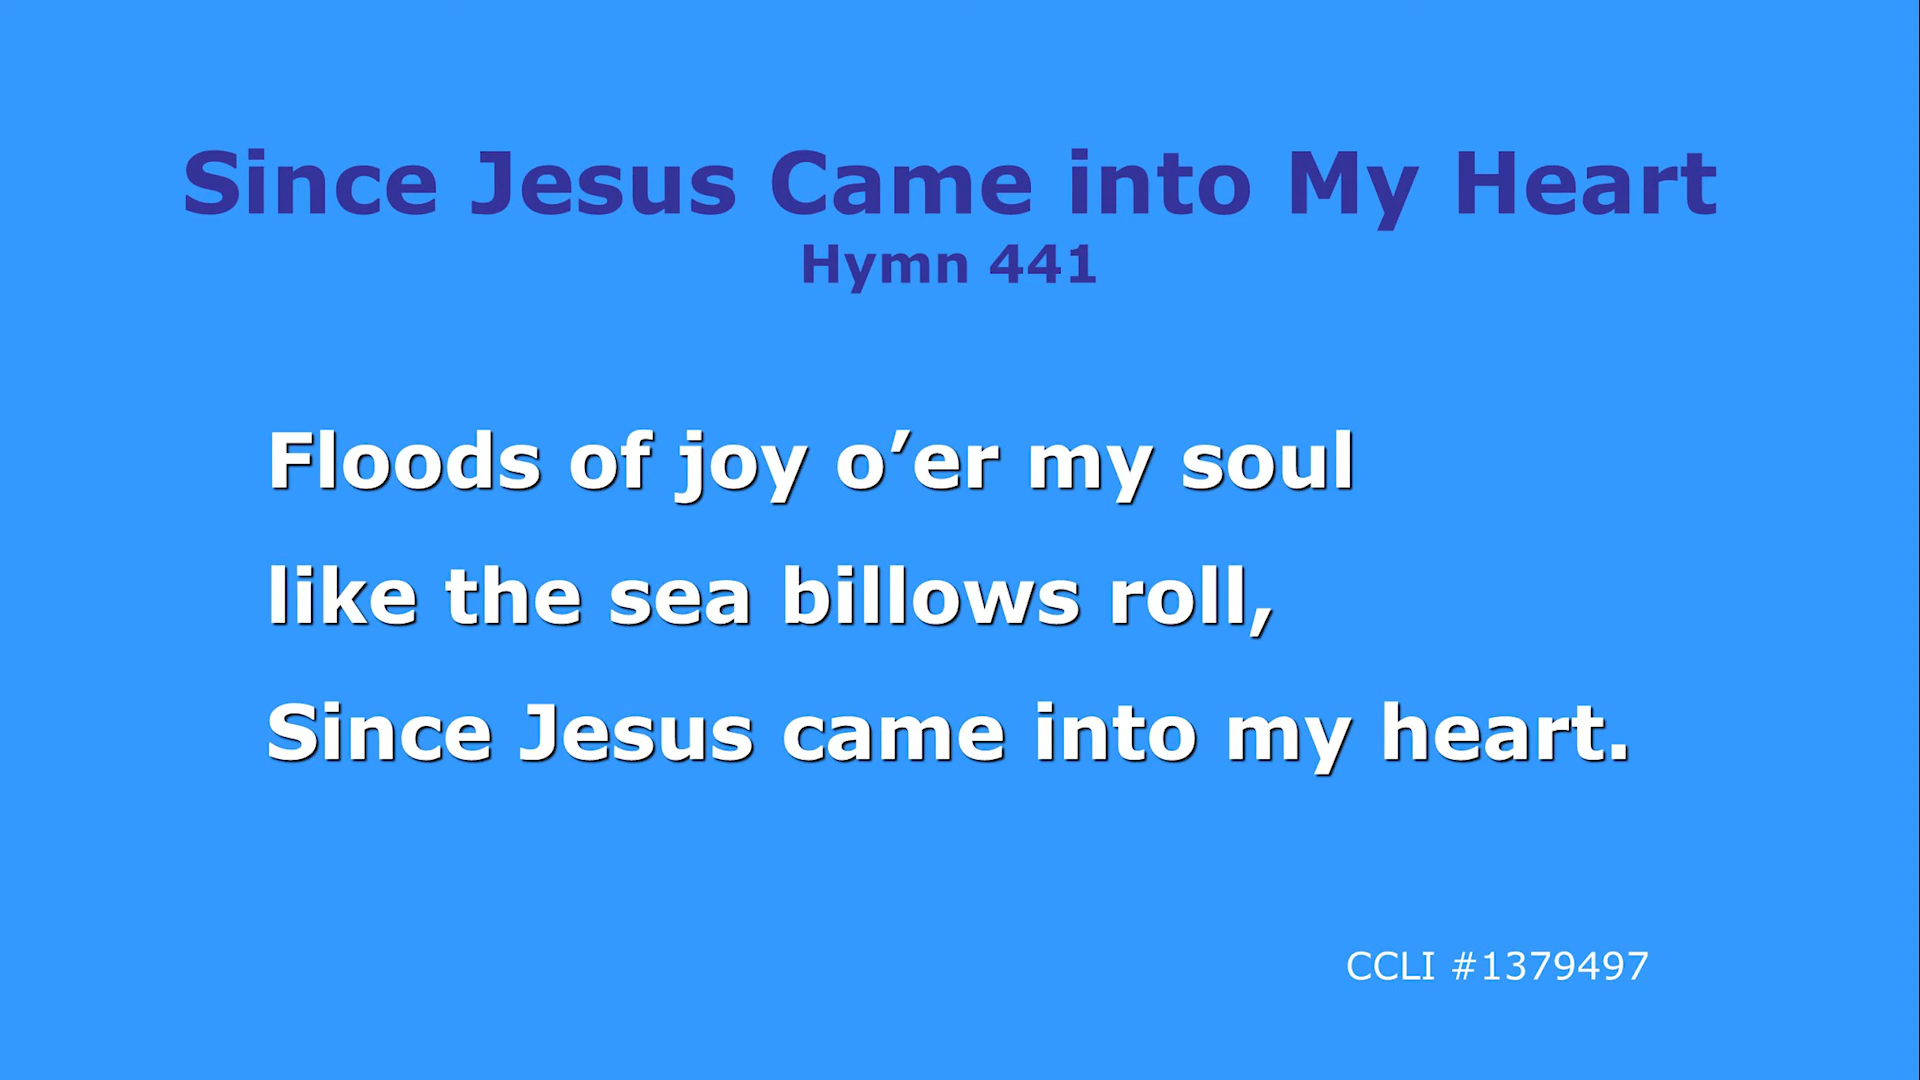 Since Jesus Came into My Heart
Hymn 441
Floods of joy o’er my soul
like the sea billows roll,
Since Jesus came into my heart.
CCLI #1379497